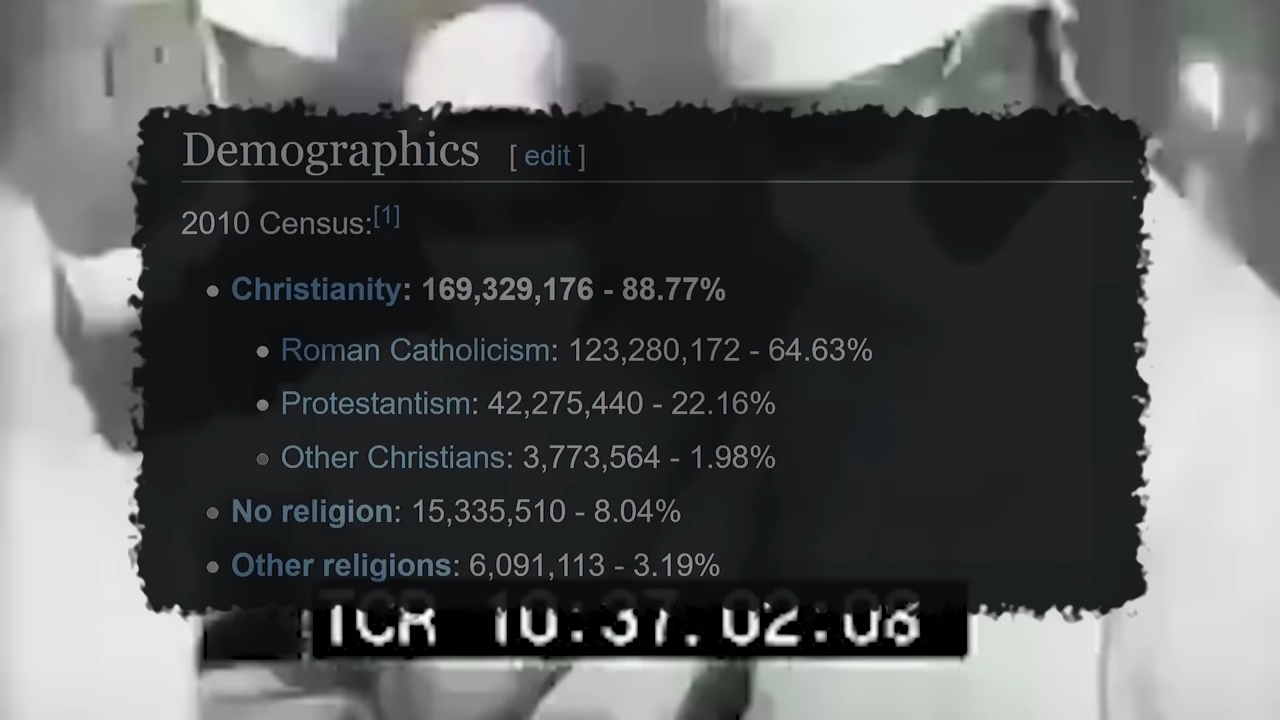 Demographics [ edit ]
2010 Census:[1]
Christianity: 169,329,176 - 88.77%
Roman Catholicism: 123,280,172 - 64.63%
Protestantism: 42,275,440 - 22.16%
Other Christians: 3,773,564 - 1.98%
No religion: 15,335,510 - 8.04%
Other religions: 6,091,113 - 3.19%
TCR 10:37.02:08